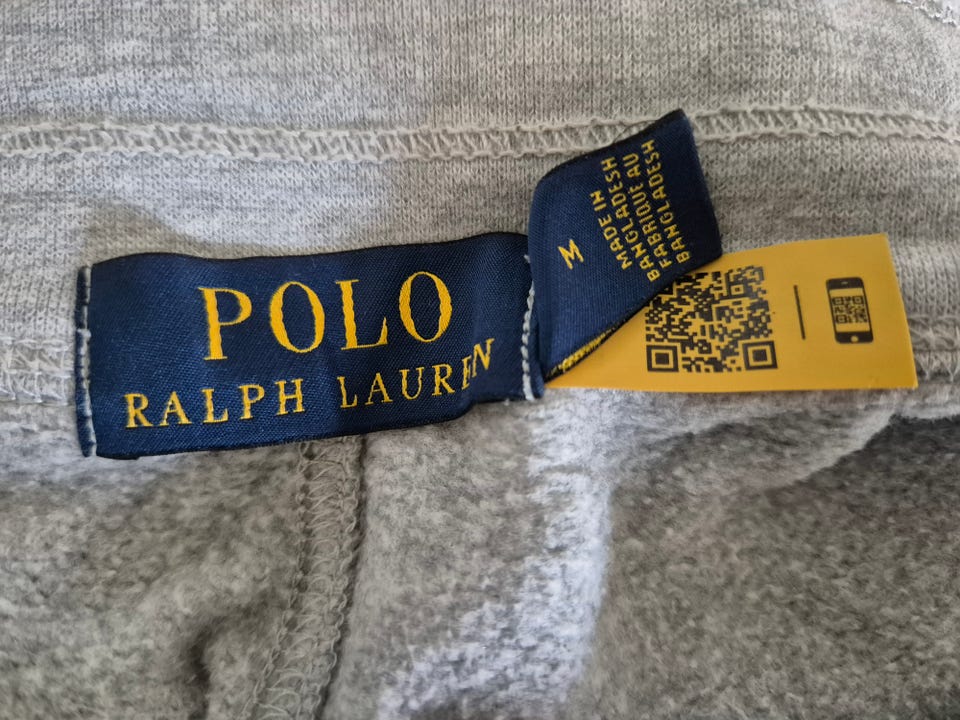 POLO
RALPH LAUREN
M
MADE IN
BANGLADESH
FABRIQUÉ AU
BANGLADESH